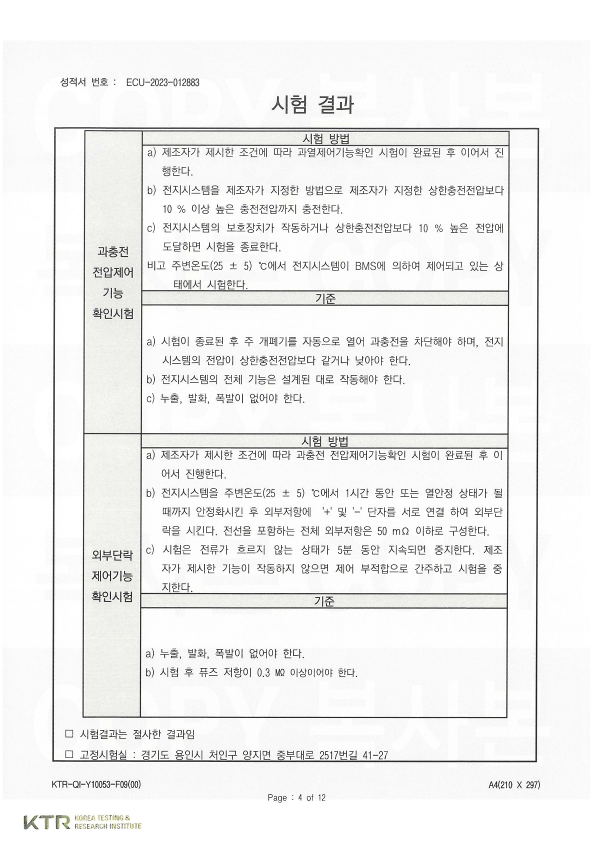 성적서 번호 : ECU-2023-012883
시험 결과
과충전
전압제어
기능
확인시험
시험 방법
a) 제조자가 제시한 조건에 따라 과열제어기능확인 시험이 완료된 후 이어서 진
행한다.
b) 전지시스템을 제조자가 지정한 방법으로 제조자가 지정한 상한충전전압보다
10 % 이상 높은 충전전압까지 충전한다.
c) 전지시스템의 보호장치가 작동하거나 상한충전전압보다 10 % 높은 전압에
도달하면 시험을 종료한다.
비고 주변온도(25 ± 5) ℃에서 전지시스템이 BMS에 의하여 제어되고 있는 상
태에서 시험한다.
기준
a) 시험이 종료된 후 주 개폐기를 자동으로 열어 과충전을 차단해야 하며, 전지
시스템의 전압이 상한충전전압보다 같거나 낮아야 한다.
b) 전지시스템의 전체 기능은 설계된 대로 작동해야 한다.
c) 누출, 발화, 폭발이 없어야 한다.
외부단락
제어기능
확인시험
시험 방법
a) 제조자가 제시한 조건에 따라 과충전 전압제어기능확인 시험이 완료된 후 이
어서 진행한다.
b) 전지시스템을 주변온도(25 ± 5) ℃에서 1시간 동안 또는 열안정 상태가 될
때까지 안정화시킨 후 외부저항에 '+' 및 '-' 단자를 서로 연결 하여 외부단
락을 시킨다. 전선을 포함하는 전체 외부저항은 50 mΩ 이하로 구성한다.
c) 시험은 전류가 흐르지 않는 상태가 5분 동안 지속되면 중지한다. 제조
자가 제시한 기능이 작동하지 않으면 제어 부적합으로 간주하고 시험을 중
지한다.
기준
a) 누출, 발화, 폭발이 없어야 한다.
b) 시험 후 퓨즈 저항이 0.3 MΩ 이상이어야 한다.
□ 시험결과는 절사한 결과임
□ 고정시험실 : 경기도 용인시 처인구 양지면 중부대로 2517번길 41-27
KTR-QI-Y10053-F09(00)
A4(210 X 297)
Page : 4 of 12
KTR KOREA TESTING &
RESEARCH INSTITUTE